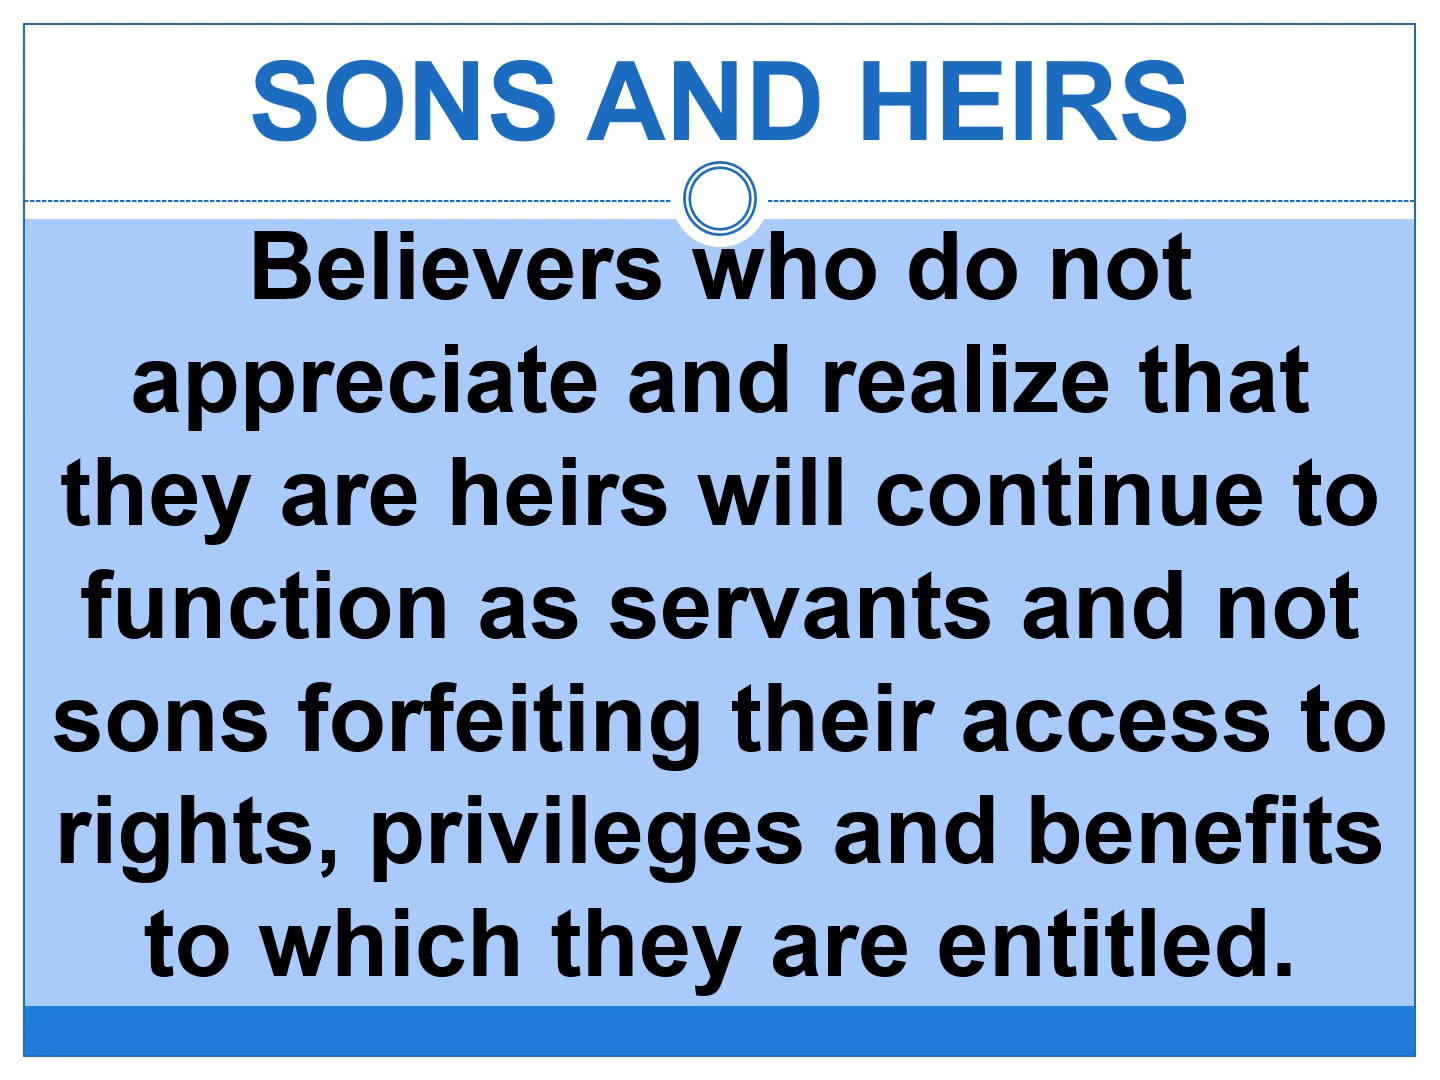 SONS AND HEIRS
Believers who do not
appreciate and realize that
they are heirs will continue to
function as servants and not
sons forfeiting their access to
rights, privileges and benefits
to which they are entitled.